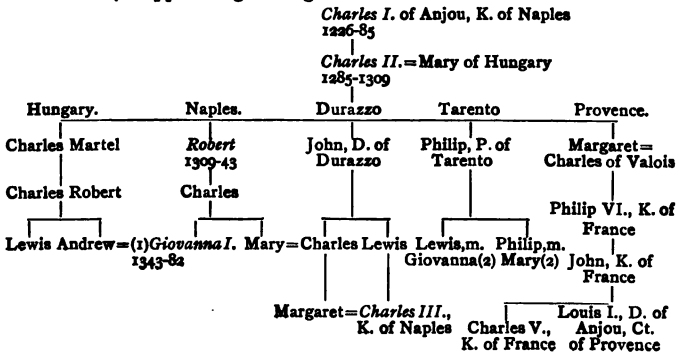 Charles I. of Anjou, K. of Naples
1226-85
Charles II.=Mary of Hungary
1285-1309
Hungary. Naples. Durazzo Tarento Provence.
Charles Martel Robert John, D. of Philip, P. of Margaret=
1309-43 Durazzo Tarento Charles of Valois
Charles Robert Charles
Philip VI., K. of
France
Lewis Andrew=(1)Giovanna I. Mary=Charles Lewis Lewis,m. Philip,m.
1343-82 Giovanna(2) Mary(2) John, K. of
France
Margaret=Charles III., Louis I., D. of
K. of Naples Charles V., Anjou, Ct.
K. of France of Provence